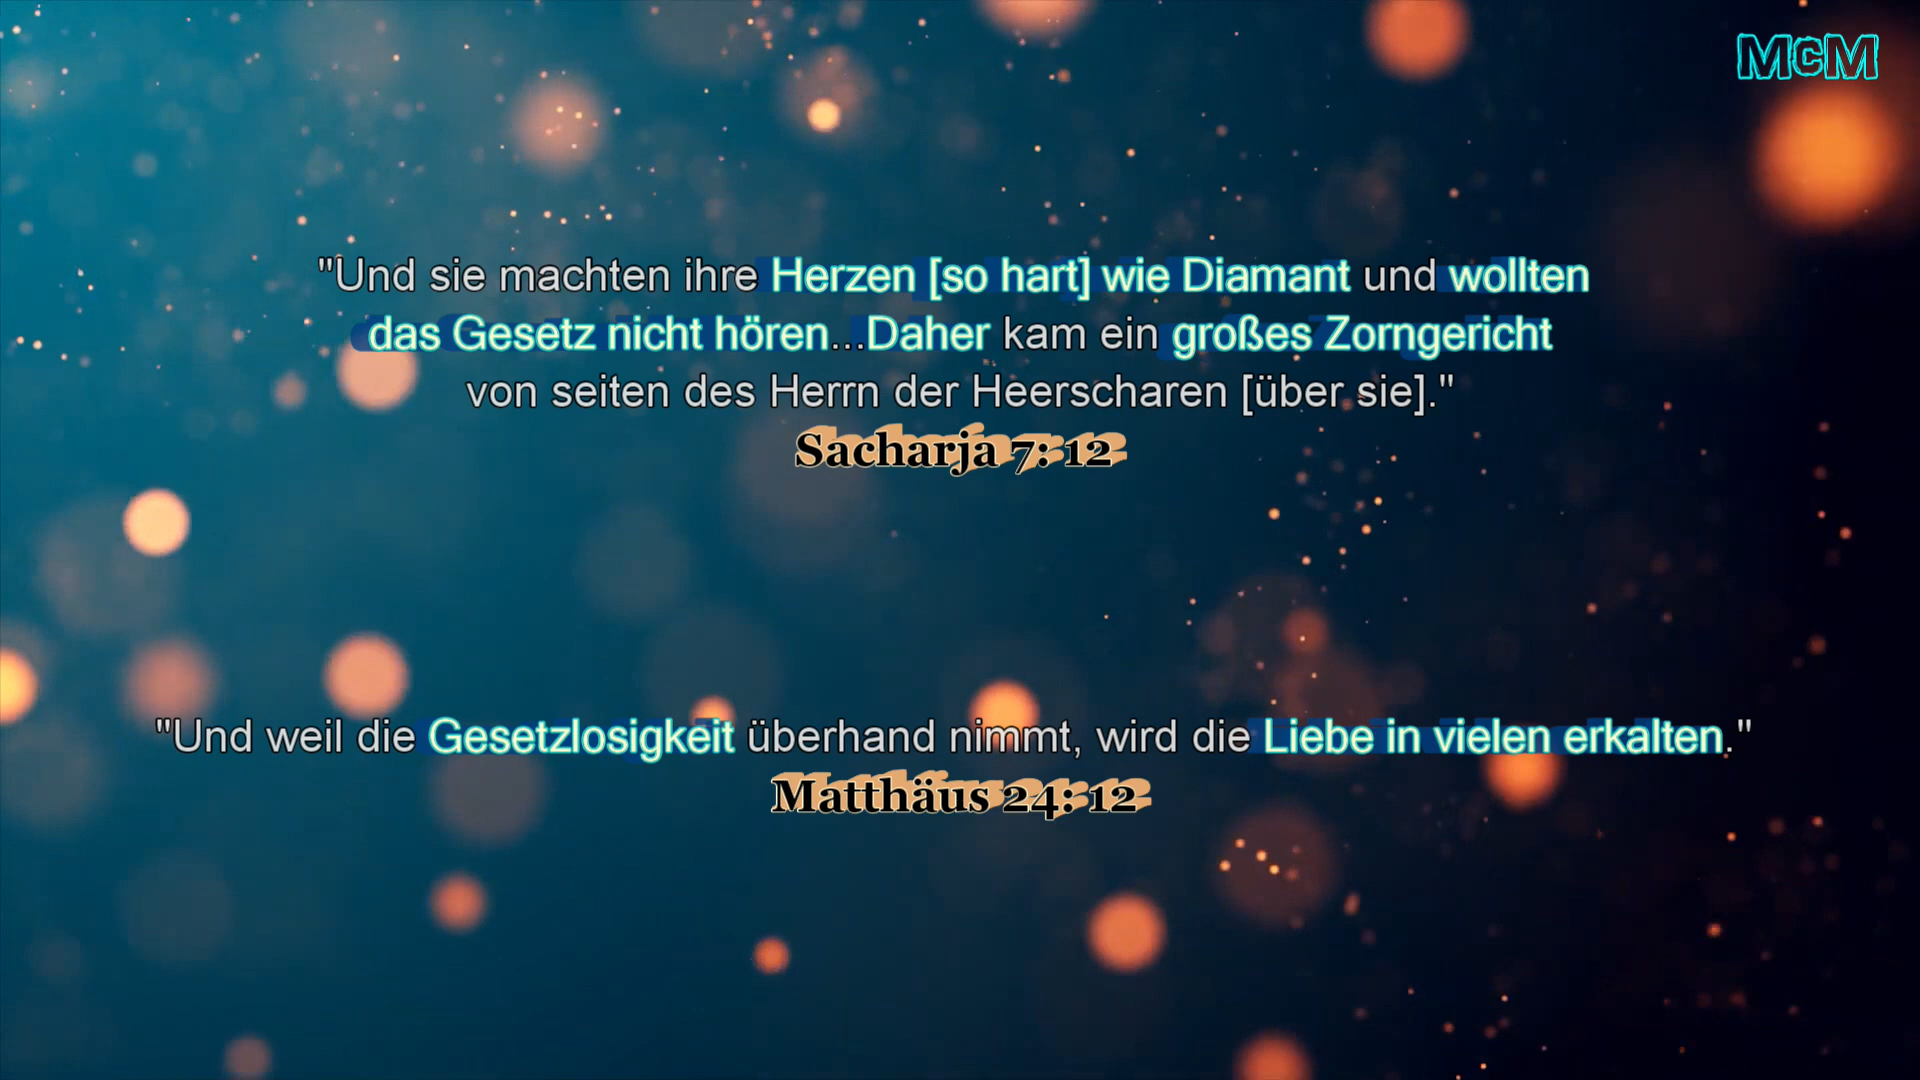 McM
"Und sie machten ihre Herzen [so hart] wie Diamant und wollten
das Gesetz nicht hören...Daher kam ein großes Zorngericht
von seiten des Herrn der Heerscharen [über sie]."
Sacharja 7: 12
"Und weil die Gesetzlosigkeit überhand nimmt, wird die Liebe in vielen erkalten."
Matthäus 24: 12